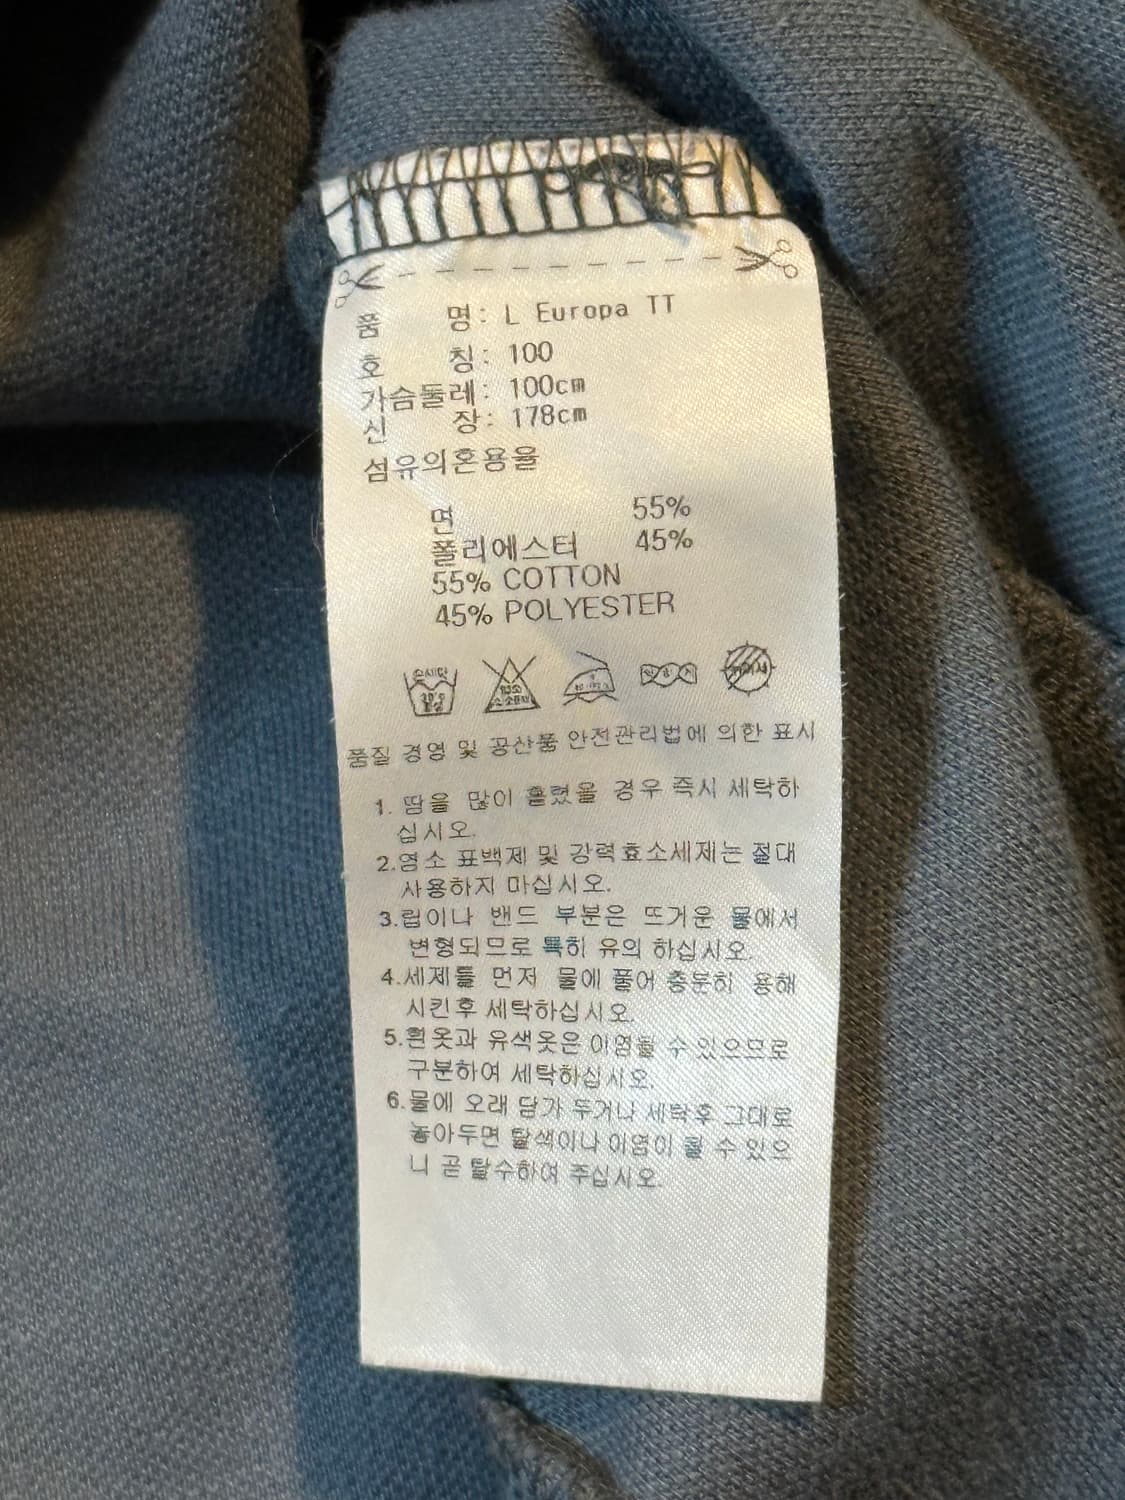 품 명: L Europa TT
호 칭: 100
가슴둘레: 100cm
신 장: 178cm
섬유의혼용율
면 55%
폴리에스터 45%
55% COTTON
45% POLYESTER
품질 경영 및 공산품 안전관리법에 의한 표시
1. 땀을 많이 흘렸을 경우 즉시 세탁하
십시오.
2.염소 표백제 및 강력효소세제는 절대
사용하지 마십시오.
3.립이나 밴드 부분은 뜨거운 물에서
변형되므로 특히 유의 하십시오.
4.세제를 먼저 물에 풀어 충분히 용해
시킨후 세탁하십시오.
5.흰옷과 유색옷은 이염될 수 있으므로
구분하여 세탁하십시오.
6.물에 오래 담가 두거나 세탁후 그대로
놓아두면 탈색이나 이염이 될 수 있으
니 곧 탈수하여 주십시오.